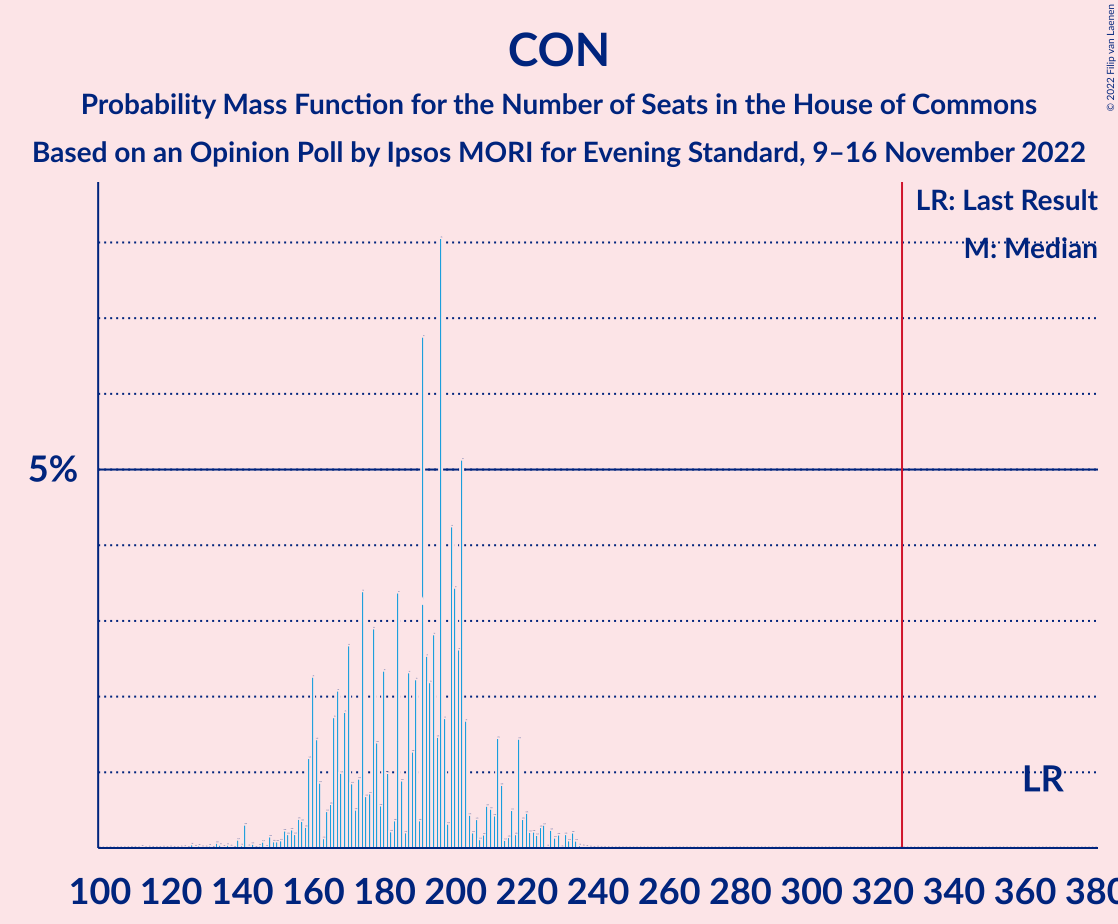 CON
Probability Mass Function for the Number of Seats in the House of Commons
Based on an Opinion Poll by Ipsos MORI for Evening Standard, 9–16 November 2022
© 2022 Filip van Laenen
LR: Last Result
M: Median
5%
LR
100 120 140 160 180 200 220 240 260 280 300 320 340 360 380